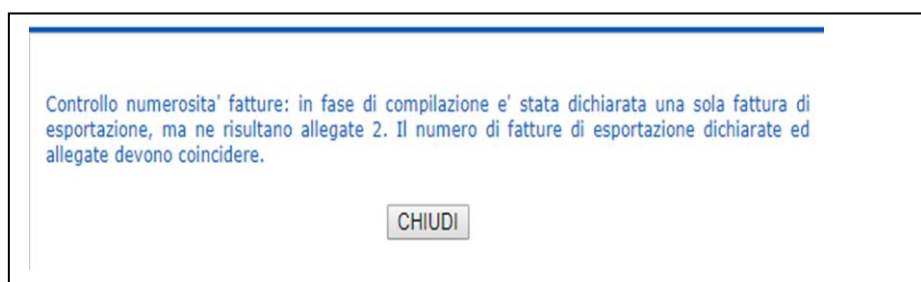 Controllo numerosita' fatture: in fase di compilazione e' stata dichiarata una sola fattura di
esportazione, ma ne risultano allegate 2. Il numero di fatture di esportazione dichiarate ed
allegate devono coincidere.
CHIUDI